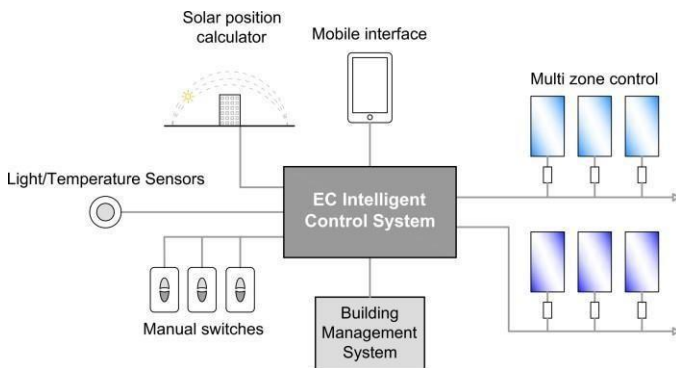 Solar position
calculator
Mobile interface
Multi zone control
Light/Temperature Sensors
EC Intelligent
Control System
Manual switches
Building
Management
System